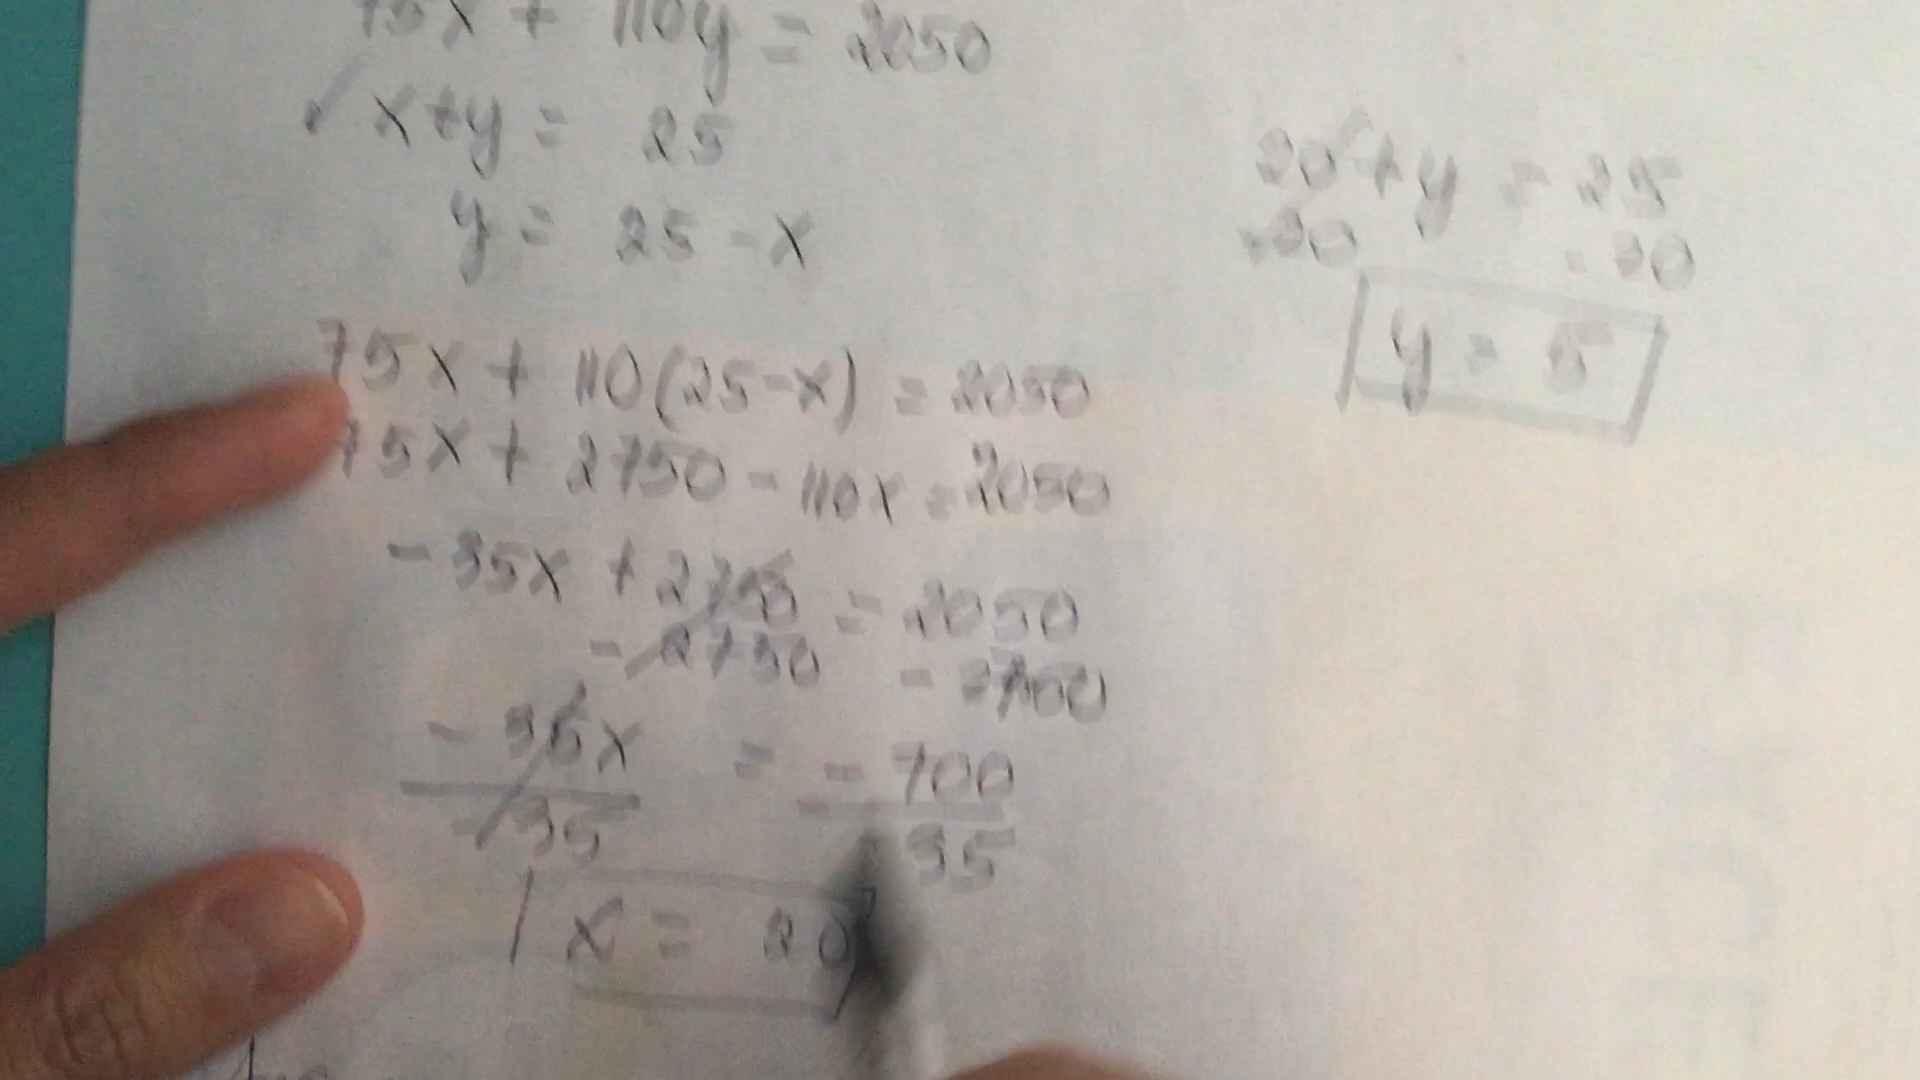 75x + 110y = 2050
x+y = 25
y = 25 - x
75x + 110(25-x) = 2050
75x + 2750 - 110x = 2050
-35x + 2750 = 2050
- 2750 - 2750
-35x = -700
-35 -35
x = 20
20 + y = 25
-20 -20
y = 5